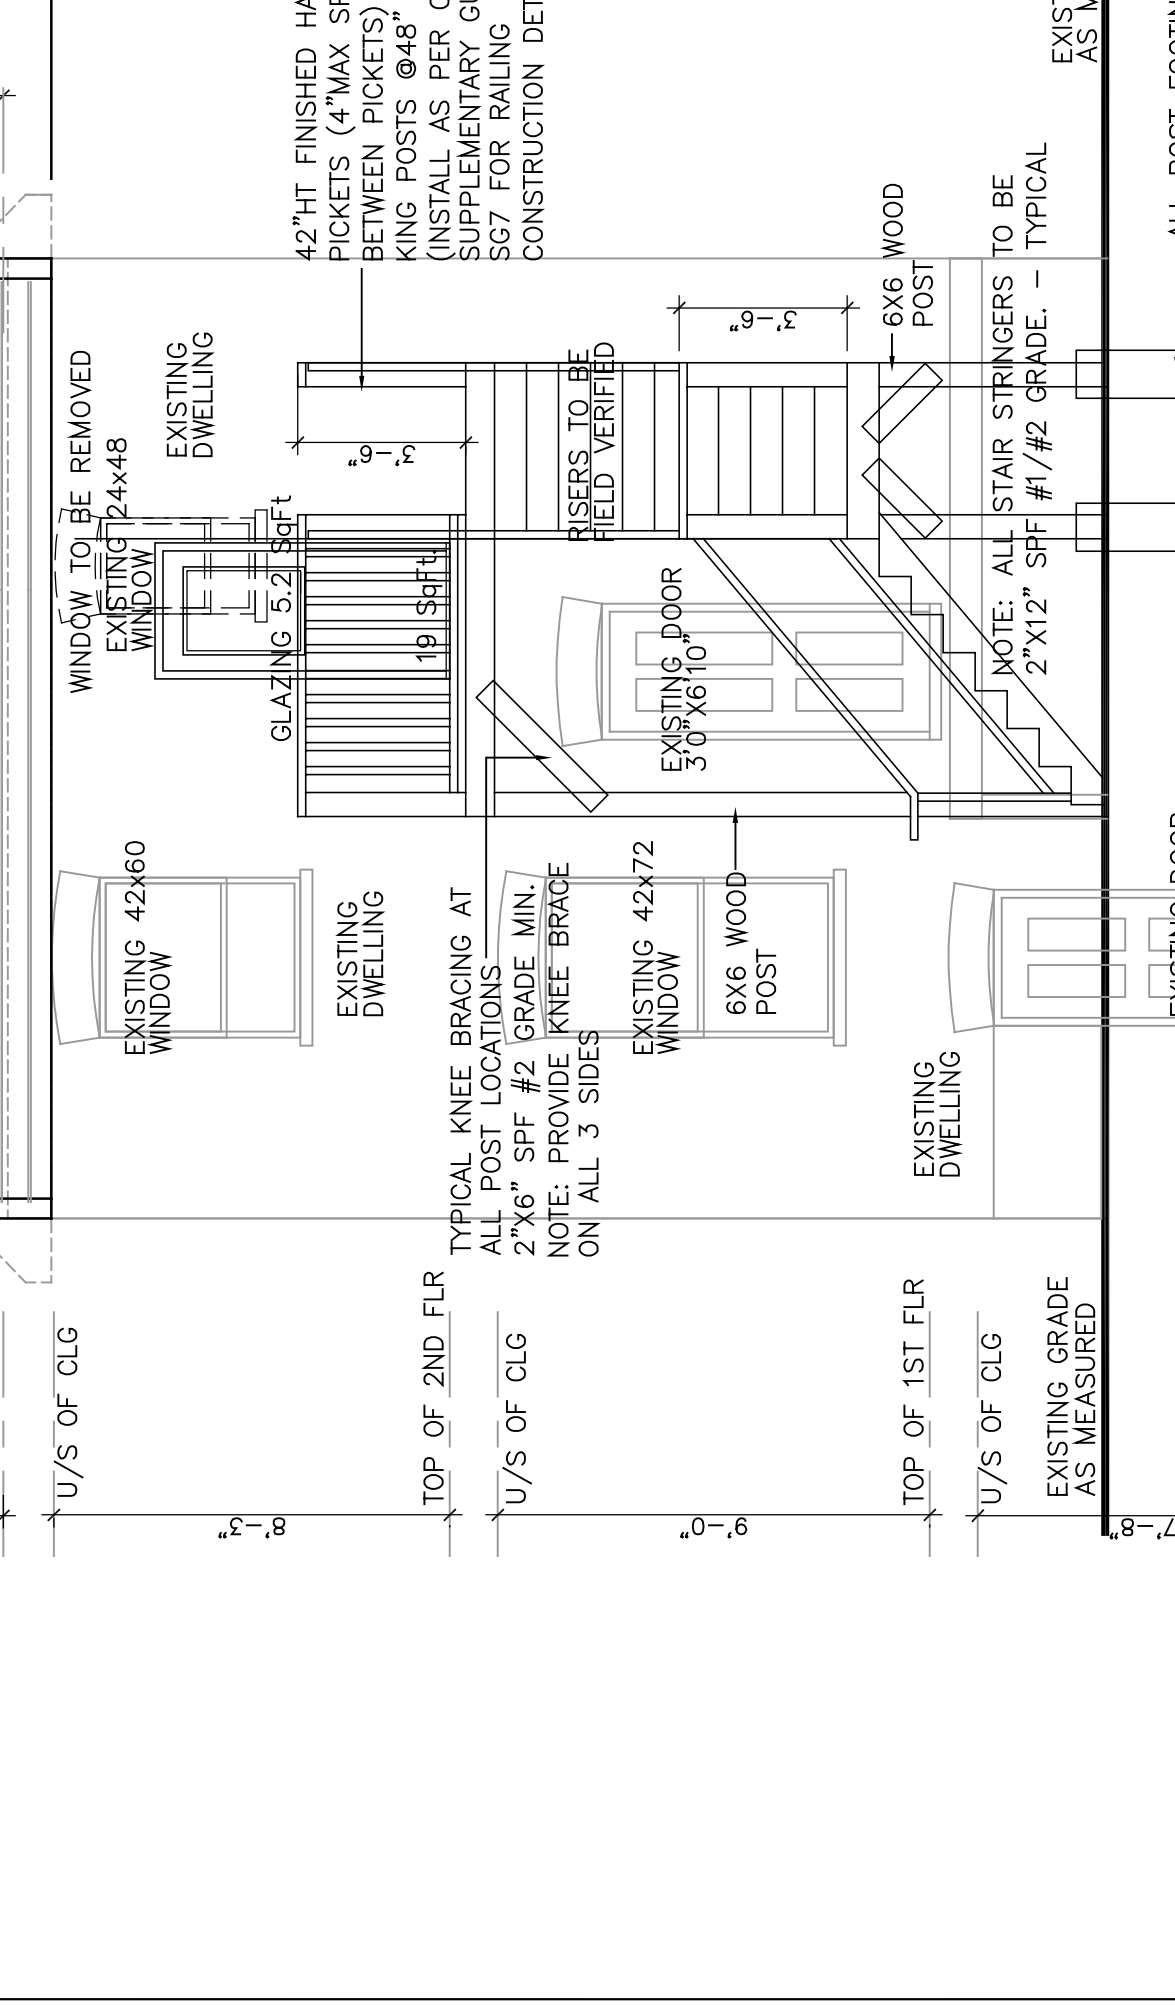 42"HT FINISHED
PICKETS (4"MAX
BETWEEN PICKETS)
KING POSTS @48"
(INSTALL AS PER
SUPPLEMENTARY
SG7 FOR RAILING
CONSTRUCTION
6X6 WOOD
POST
NOTE: ALL STAIR STRINGERS TO BE
2"X12" SPF #1/#2 GRADE. – TYPICAL
WINDOW TO BE REMOVED
EXISTING 24x48
WINDOW
EXISTING
DWELLING
GLAZING 5.2 SqFt
19 SqFt.
3'-6"
3'-6"
RISERS TO BE
FIELD VERIFIED
EXISTING DOOR
3'0"X6'10"
EXISTING 42x60
WINDOW
EXISTING
DWELLING
TYPICAL KNEE BRACING AT
ALL POST LOCATIONS
2"X6" SPF #2 GRADE MIN.
NOTE: PROVIDE KNEE BRACE
ON ALL 3 SIDES
EXISTING 42x72
WINDOW
6X6 WOOD
POST
EXISTING
DWELLING
U/S OF CLG
TOP OF 2ND FLR
U/S OF CLG
TOP OF 1ST FLR
U/S OF CLG
EXISTING GRADE
AS MEASURED
8'-3"
9'-0"
7'-8"